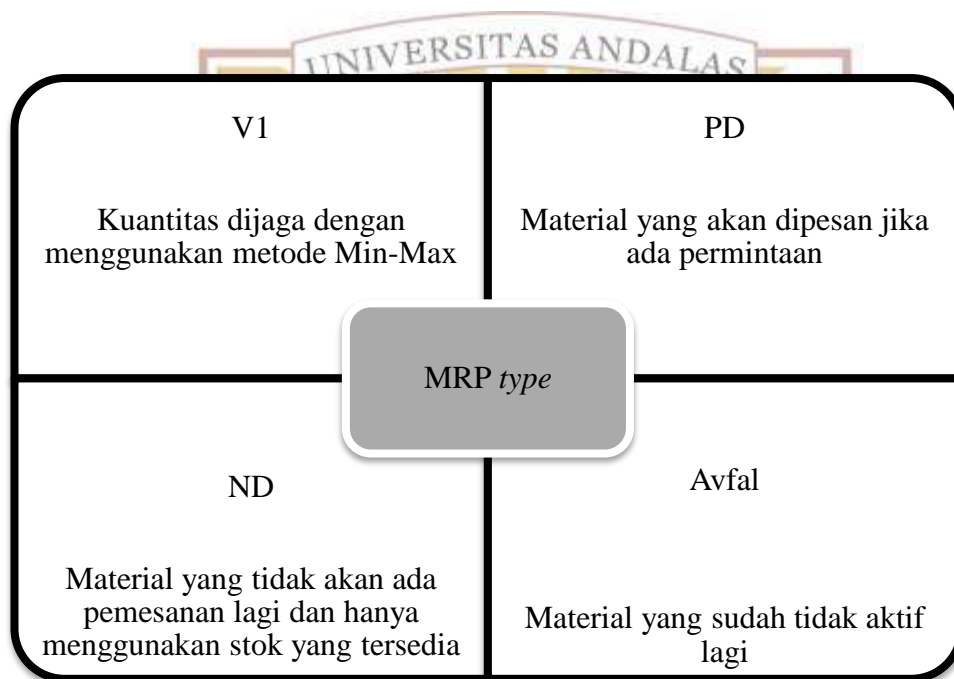 UNIVERSITAS ANDALAS
V1
Kuantitas dijaga dengan
menggunakan metode Min-Max
PD
Material yang akan dipesan jika
ada permintaan
MRP type
ND
Material yang tidak akan ada
pemesanan lagi dan hanya
menggunakan stok yang tersedia
Avfal
Material yang sudah tidak aktif
lagi